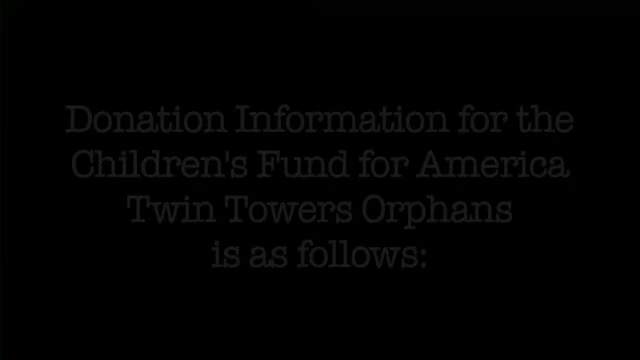 Donation Information for the
Children's Fund for America
Twin Towers Orphans
is as follows: